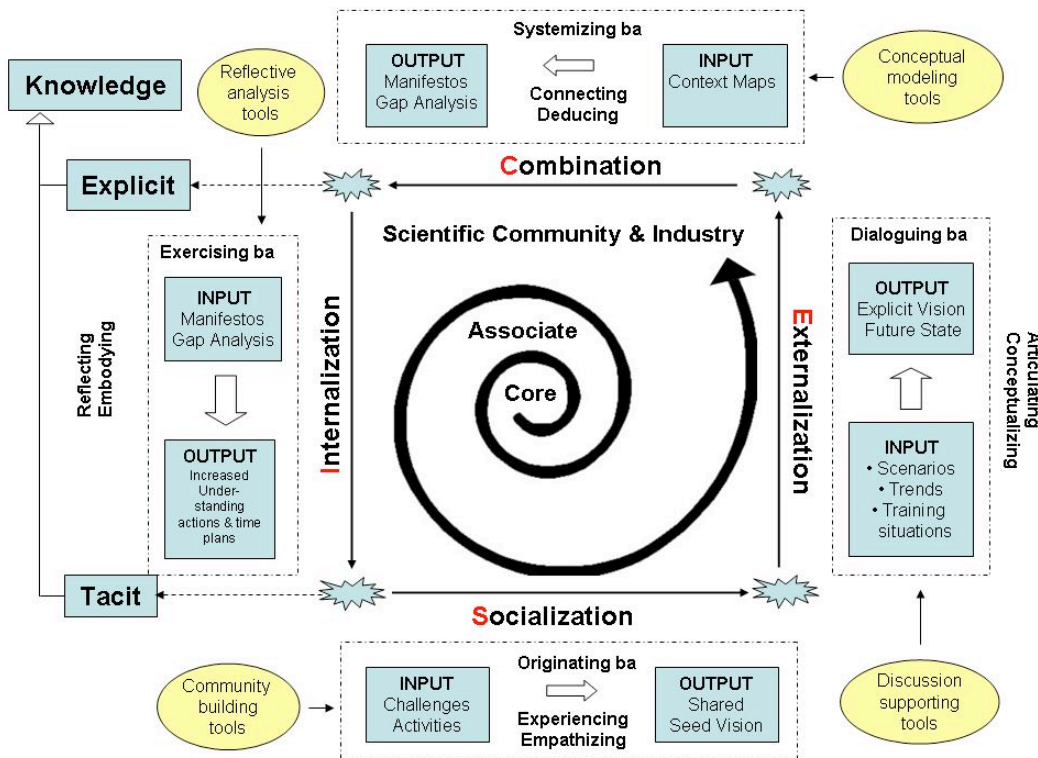 Systemizing ba
OUTPUT
Manifestos
Gap Analysis
Connecting
Deducing
INPUT
Context Maps
Conceptual
modeling
tools
Reflective
analysis
tools
Knowledge
Explicit
Combination
Scientific Community & Industry
Associate
Core
Internalization
Externalization
Exercising ba
INPUT
Manifestos
Gap Analysis
OUTPUT
Increased
Under-
standing
actions & time
plans
Reflecting
Embodying
Dialoguing ba
OUTPUT
Explicit Vision
Future State
INPUT
• Scenarios
• Trends
• Training
situations
Articulating
Conceptualizing
Tacit
Socialization
Originating ba
INPUT
Challenges
Activities
Experiencing
Empathizing
OUTPUT
Shared
Seed Vision
Community
building
tools
Discussion
supporting
tools